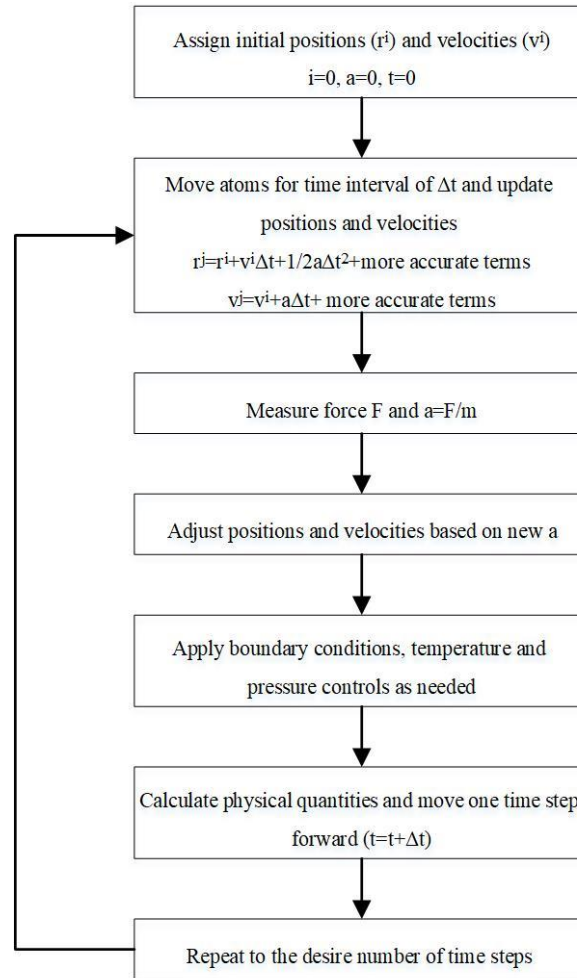 Assign initial positions (rⁱ) and velocities (vⁱ)
i=0, a=0, t=0
Move atoms for time interval of Δt and update
positions and velocities
rʲ=rⁱ+vⁱΔt+1/2aΔt²+more accurate terms
vʲ=vⁱ+aΔt+ more accurate terms
Measure force F and a=F/m
Adjust positions and velocities based on new a
Apply boundary conditions, temperature and
pressure controls as needed
Calculate physical quantities and move one time step
forward (t=t+Δt)
Repeat to the desire number of time steps